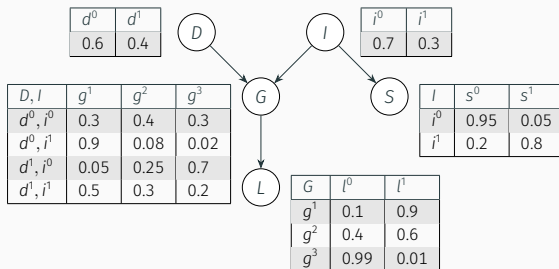 d⁰ d¹
0.6 0.4
D
I
i⁰ i¹
0.7 0.3
D, I g¹ g² g³
d⁰, i⁰ 0.3 0.4 0.3
d⁰, i¹ 0.9 0.08 0.02
d¹, i⁰ 0.05 0.25 0.7
d¹, i¹ 0.5 0.3 0.2
G
S
I s⁰ s¹
i⁰ 0.95 0.05
i¹ 0.2 0.8
L
G l⁰ l¹
g¹ 0.1 0.9
g² 0.4 0.6
g³ 0.99 0.01